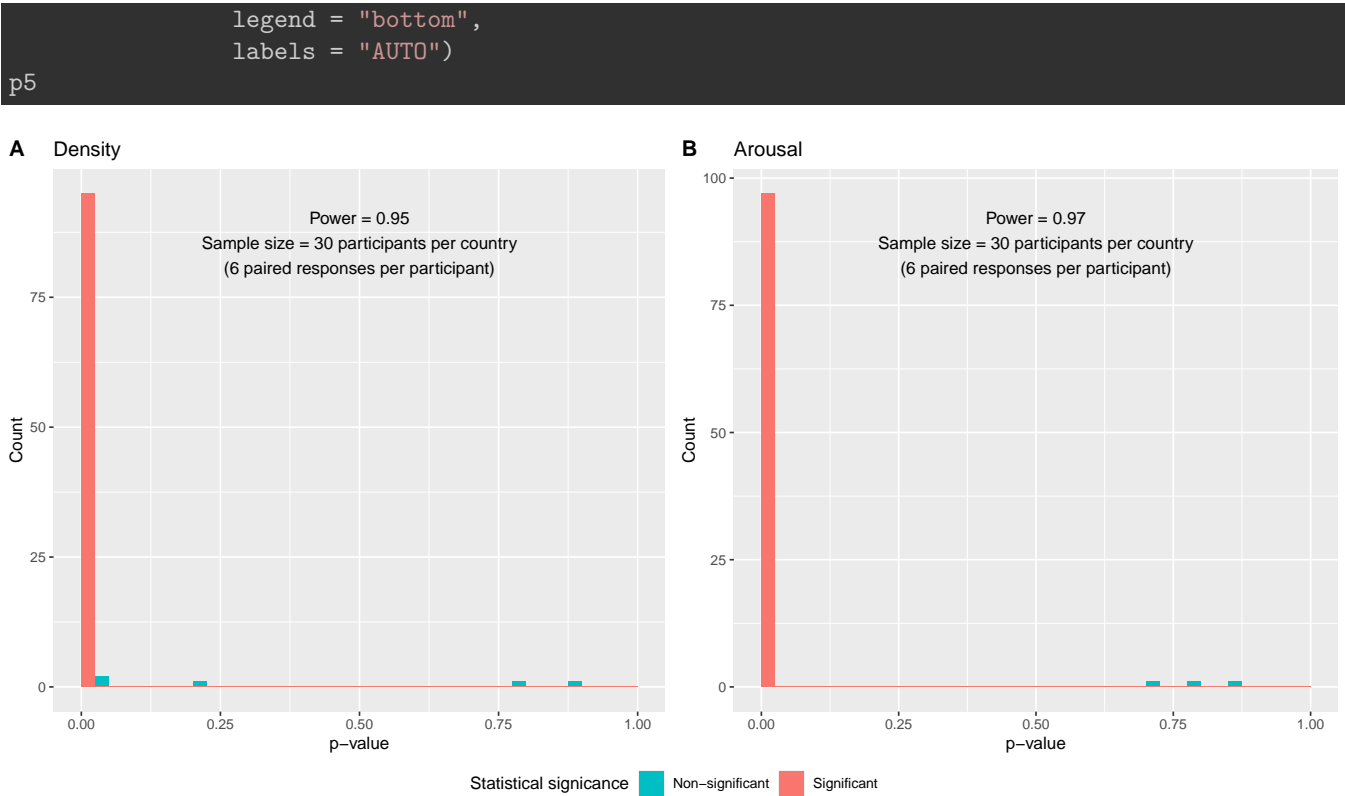 legend = "bottom",
labels = "AUTO")
p5
A Density
Power = 0.95
Sample size = 30 participants per country
(6 paired responses per participant)
Count
75
50
25
0
0.00 0.25 0.50 0.75 1.00
p-value
B Arousal
Power = 0.97
Sample size = 30 participants per country
(6 paired responses per participant)
Count
100
75
50
25
0
0.00 0.25 0.50 0.75 1.00
p-value
Statistical signicance Non-significant Significant